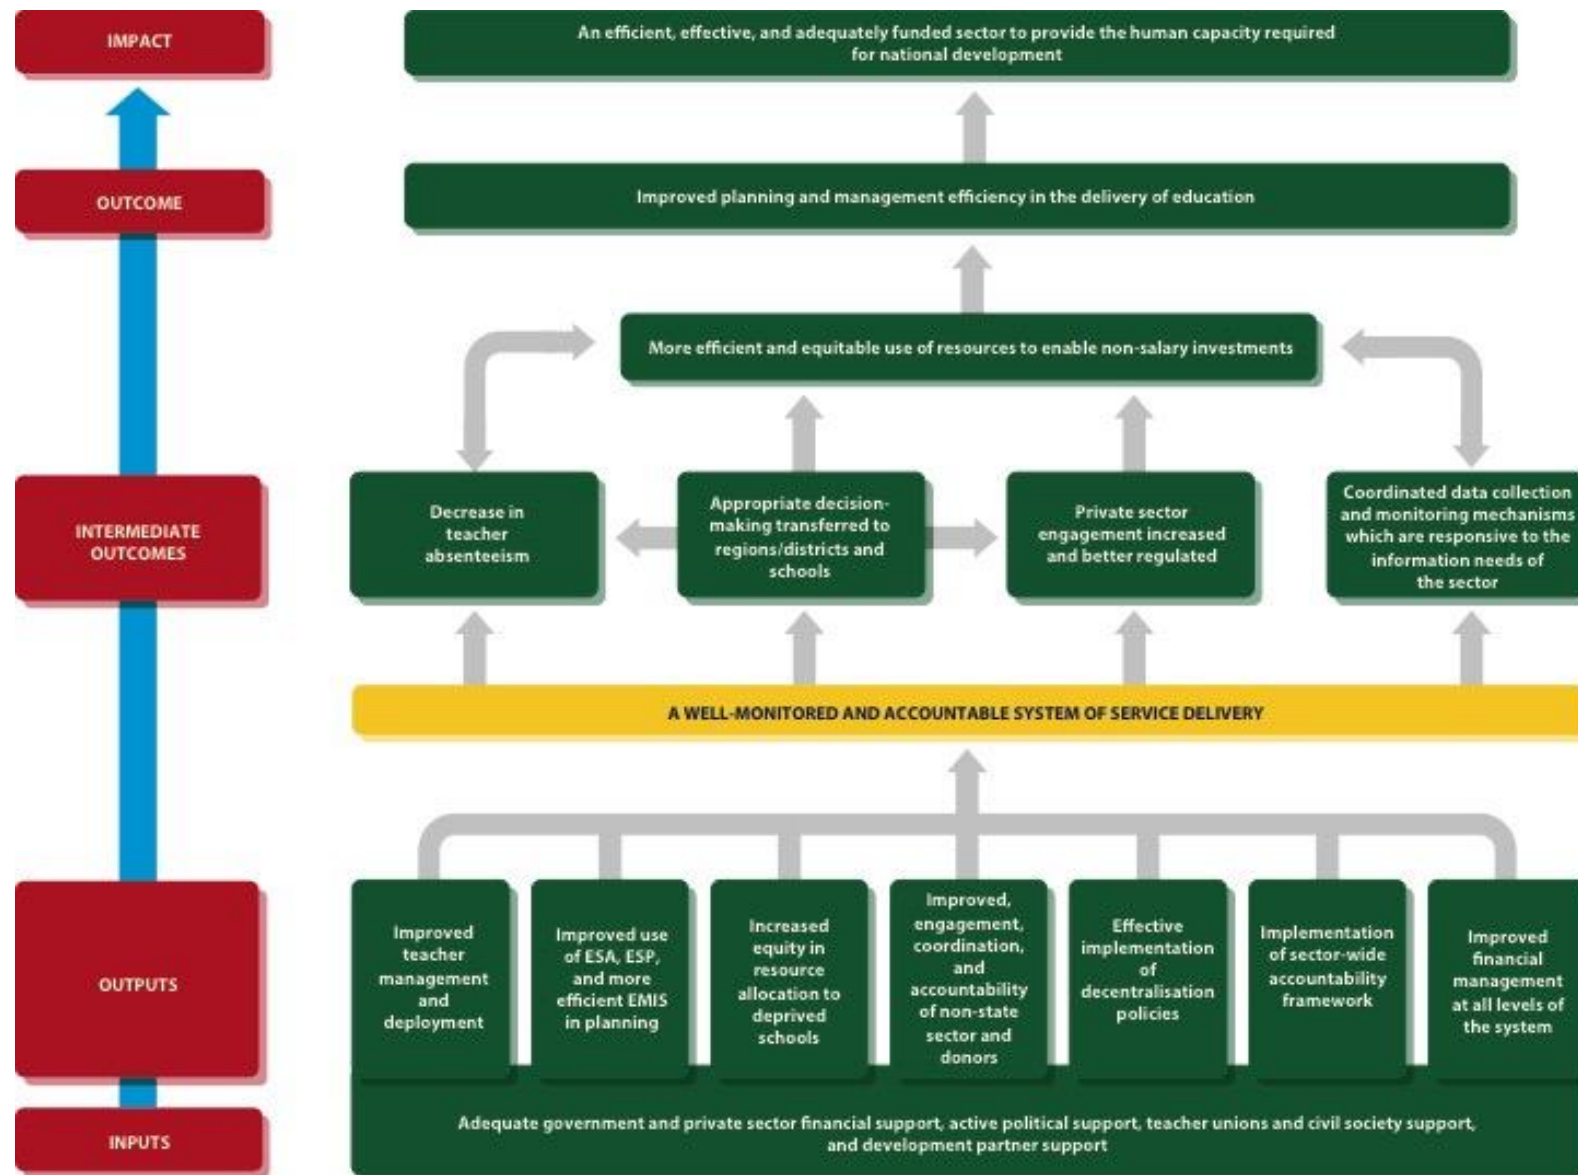 IMPACT
An efficient, effective, and adequately funded sector to provide the human capacity required
for national development
OUTCOME
Improved planning and management efficiency in the delivery of education
More efficient and equitable use of resources to enable non-salary investments
INTERMEDIATE
OUTCOMES
Decrease in
teacher
absenteeism
Appropriate decision-
making transferred to
regions/districts and
schools
Private sector
engagement increased
and better regulated
Coordinated data collection
and monitoring mechanisms
which are responsive to the
information needs of
the sector
A WELL-MONITORED AND ACCOUNTABLE SYSTEM OF SERVICE DELIVERY
OUTPUTS
Improved
teacher
management
and
deployment
Improved use
of ESA, ESP,
and more
efficient EMIS
in planning
Increased
equity in
resource
allocation to
deprived
schools
Improved,
engagement,
coordination,
and
accountability
of non-state
sector and
donors
Effective
implementation
of
decentralisation
policies
Implementation
of sector-wide
accountability
framework
Improved
financial
management
at all levels of
the system
INPUTS
Adequate government and private sector financial support, active political support, teacher unions and civil society support,
and development partner support